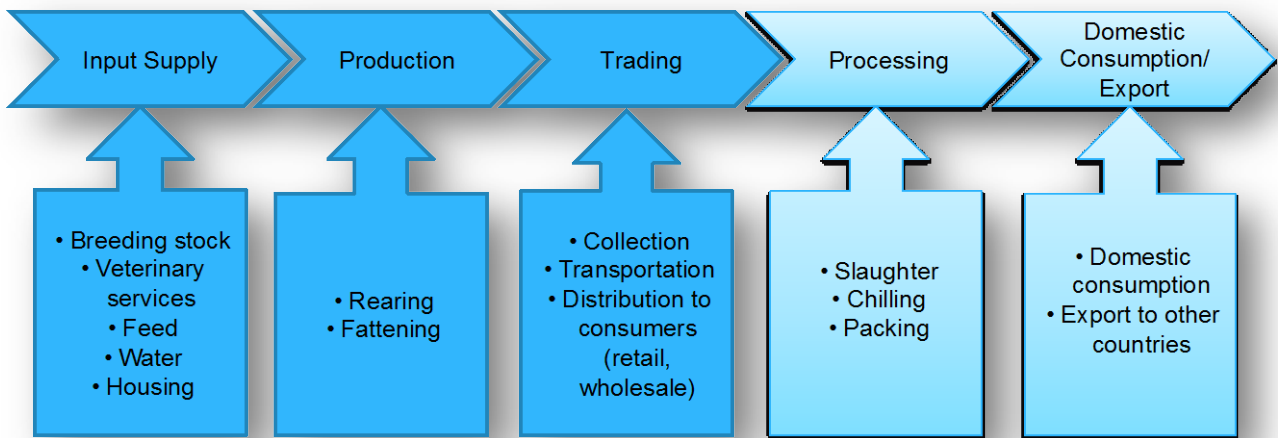 Input Supply
Production
Trading
Processing
Domestic
Consumption/
Export
• Breeding stock
• Veterinary
services
• Feed
• Water
• Housing
• Rearing
• Fattening
• Collection
• Transportation
• Distribution to
consumers
(retail,
wholesale)
• Slaughter
• Chilling
• Packing
• Domestic
consumption
• Export to other
countries